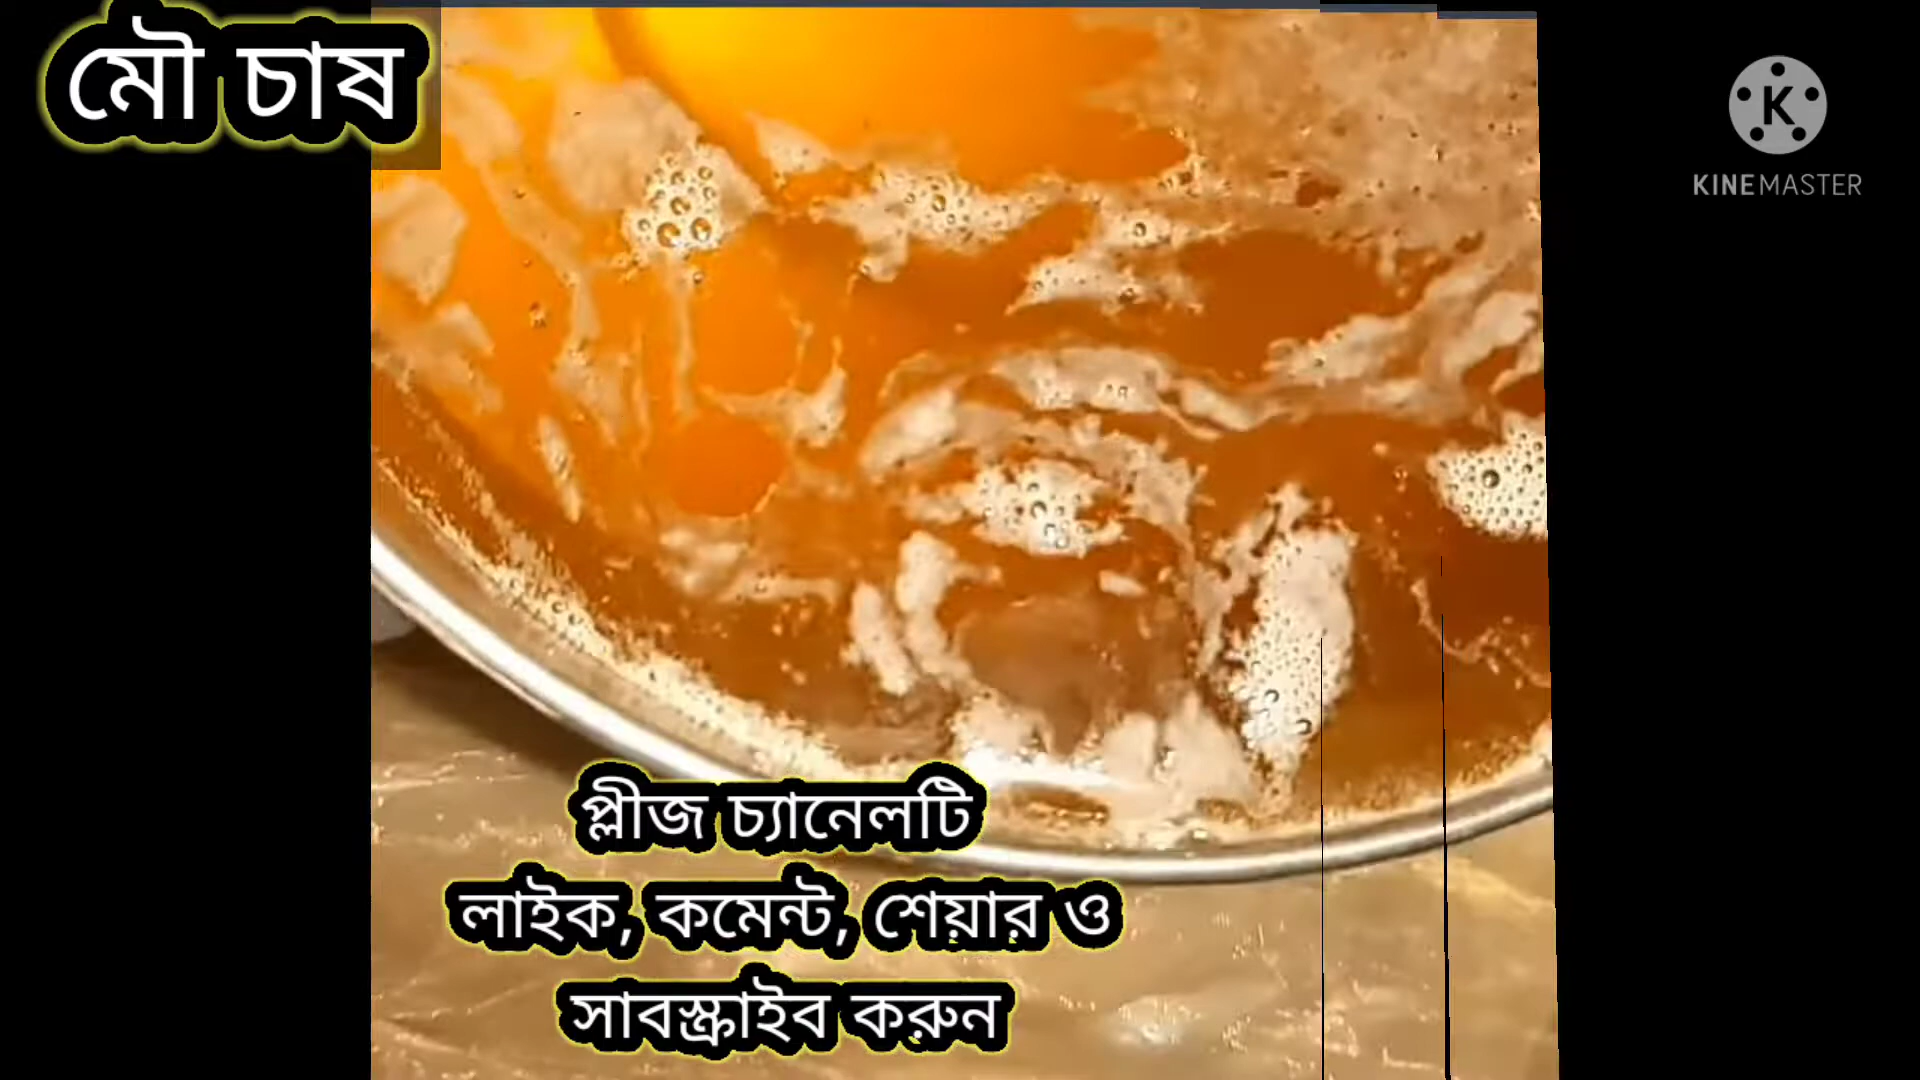 মৌ চাষ
KINEMASTER
প্লীজ চ্যানেলটি
লাইক, কমেন্ট, শেয়ার ও
সাবস্ক্রাইব করুন